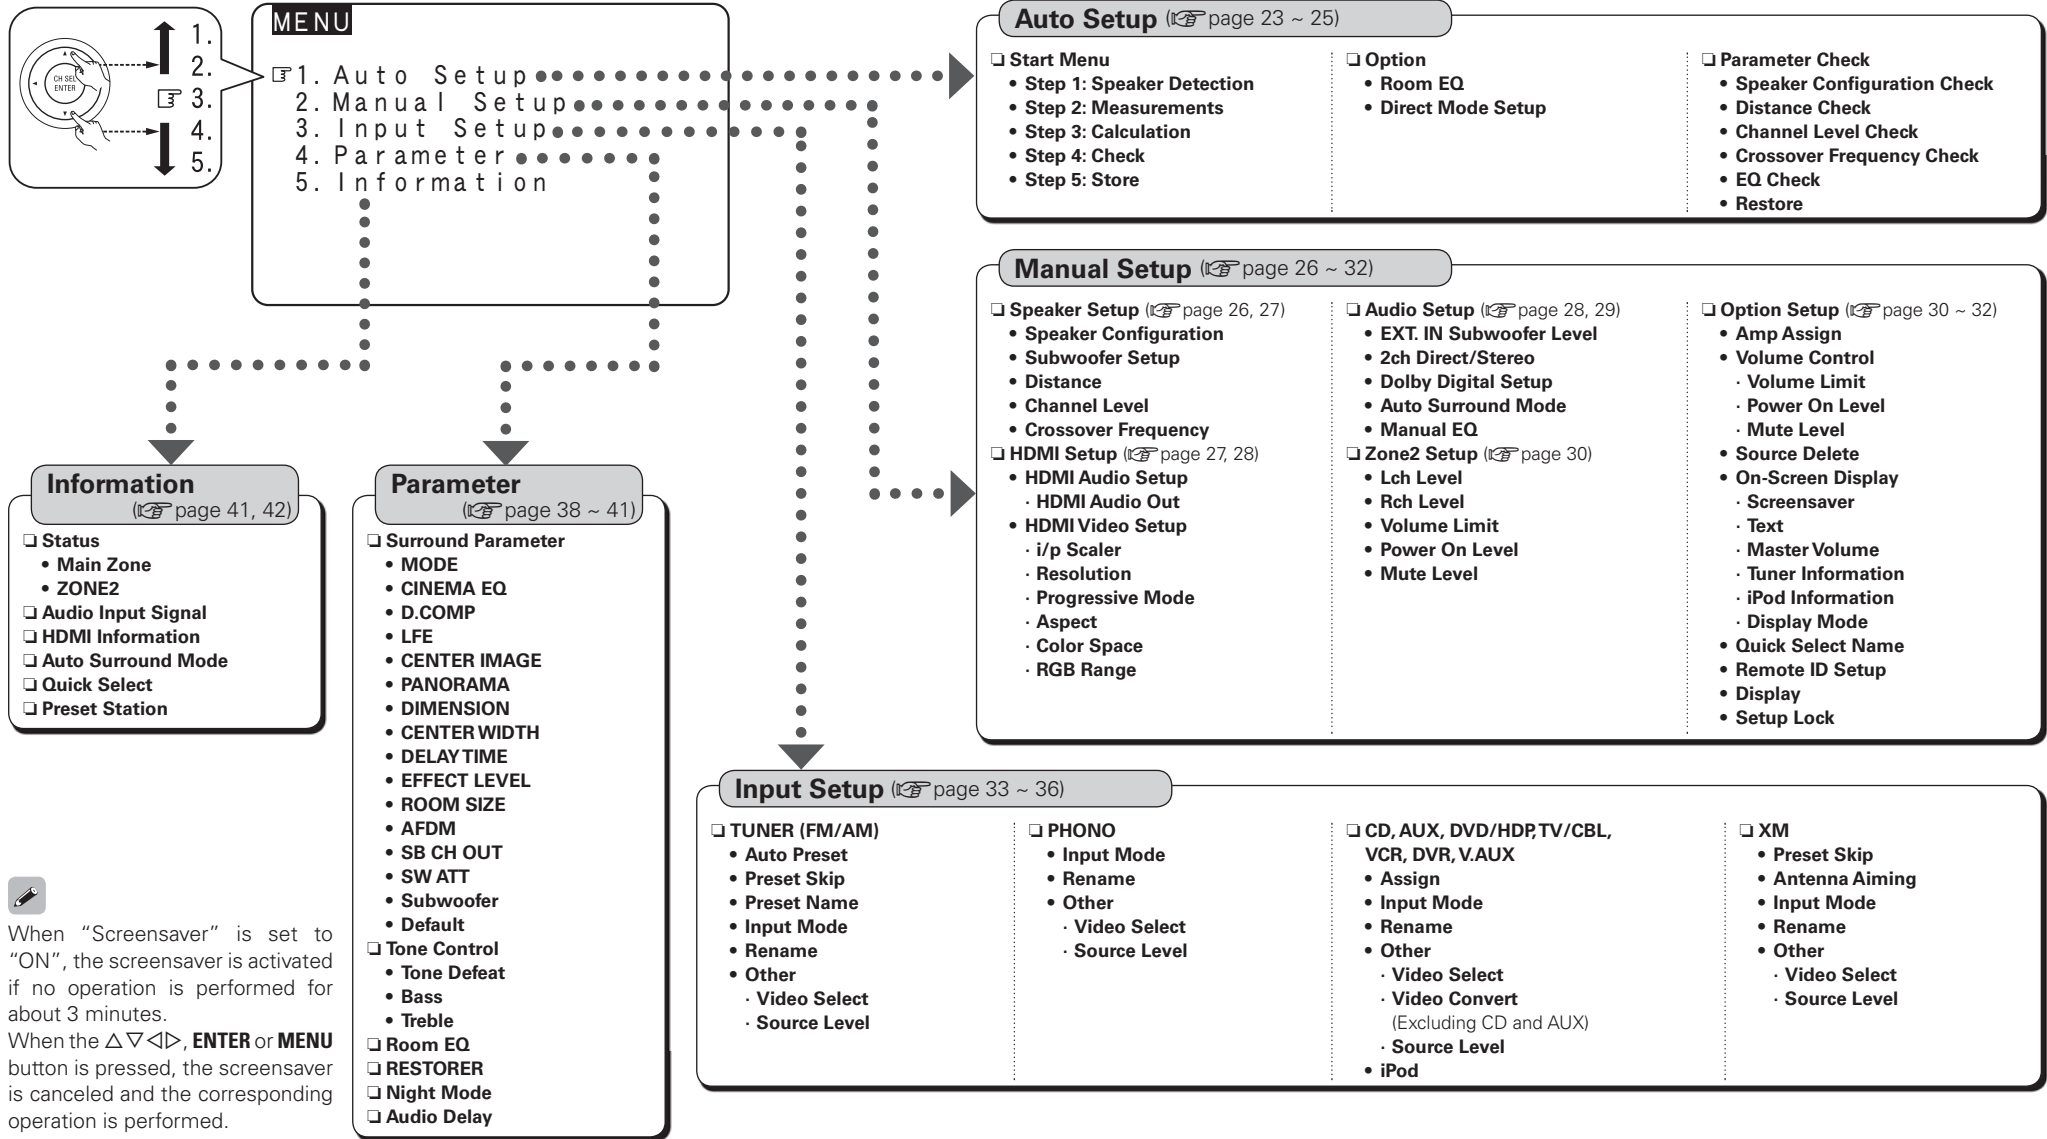 1.
2.
☞ 3.
4.
5.
CH SEL
ENTER
MENU
☞1. Auto Setup
2. Manual Setup
3. Input Setup
4. Parameter
5. Information
Auto Setup (☞page 23 ~ 25)
❏ Start Menu
• Step 1: Speaker Detection
• Step 2: Measurements
• Step 3: Calculation
• Step 4: Check
• Step 5: Store
❏ Option
• Room EQ
• Direct Mode Setup
❏ Parameter Check
• Speaker Configuration Check
• Distance Check
• Channel Level Check
• Crossover Frequency Check
• EQ Check
• Restore
Manual Setup (☞page 26 ~ 32)
❏ Speaker Setup (☞page 26, 27)
• Speaker Configuration
• Subwoofer Setup
• Distance
• Channel Level
• Crossover Frequency
❏ HDMI Setup (☞page 27, 28)
• HDMI Audio Setup
· HDMI Audio Out
• HDMI Video Setup
· i/p Scaler
· Resolution
· Progressive Mode
· Aspect
· Color Space
· RGB Range
❏ Audio Setup (☞page 28, 29)
• EXT. IN Subwoofer Level
• 2ch Direct/Stereo
• Dolby Digital Setup
• Auto Surround Mode
• Manual EQ
❏ Zone2 Setup (☞page 30)
• Lch Level
• Rch Level
• Volume Limit
• Power On Level
• Mute Level
❏ Option Setup (☞page 30 ~ 32)
• Amp Assign
• Volume Control
· Volume Limit
· Power On Level
· Mute Level
• Source Delete
• On-Screen Display
· Screensaver
· Text
· Master Volume
· Tuner Information
· iPod Information
· Display Mode
• Quick Select Name
• Remote ID Setup
• Display
• Setup Lock
Information
(☞page 41, 42)
❏ Status
• Main Zone
• ZONE2
❏ Audio Input Signal
❏ HDMI Information
❏ Auto Surround Mode
❏ Quick Select
❏ Preset Station
Parameter
(☞page 38 ~ 41)
❏ Surround Parameter
• MODE
• CINEMA EQ
• D.COMP
• LFE
• CENTER IMAGE
• PANORAMA
• DIMENSION
• CENTER WIDTH
• DELAY TIME
• EFFECT LEVEL
• ROOM SIZE
• AFDM
• SB CH OUT
• SW ATT
• Subwoofer
• Default
❏ Tone Control
• Tone Defeat
• Bass
• Treble
❏ Room EQ
❏ RESTORER
❏ Night Mode
❏ Audio Delay
Input Setup (☞page 33 ~ 36)
❏ TUNER (FM/AM)
• Auto Preset
• Preset Skip
• Preset Name
• Input Mode
• Rename
• Other
· Video Select
· Source Level
❏ PHONO
• Input Mode
• Rename
• Other
· Video Select
· Source Level
❏ CD, AUX, DVD/HDP, TV/CBL,
VCR, DVR, V.AUX
• Assign
• Input Mode
• Rename
• Other
· Video Select
· Video Convert
(Excluding CD and AUX)
· Source Level
• iPod
❏ XM
• Preset Skip
• Antenna Aiming
• Input Mode
• Rename
• Other
· Video Select
· Source Level
When “Screensaver” is set to
“ON”, the screensaver is activated
if no operation is performed for
about 3 minutes.
When the △▽◁▷, ENTER or MENU
button is pressed, the screensaver
is canceled and the corresponding
operation is performed.